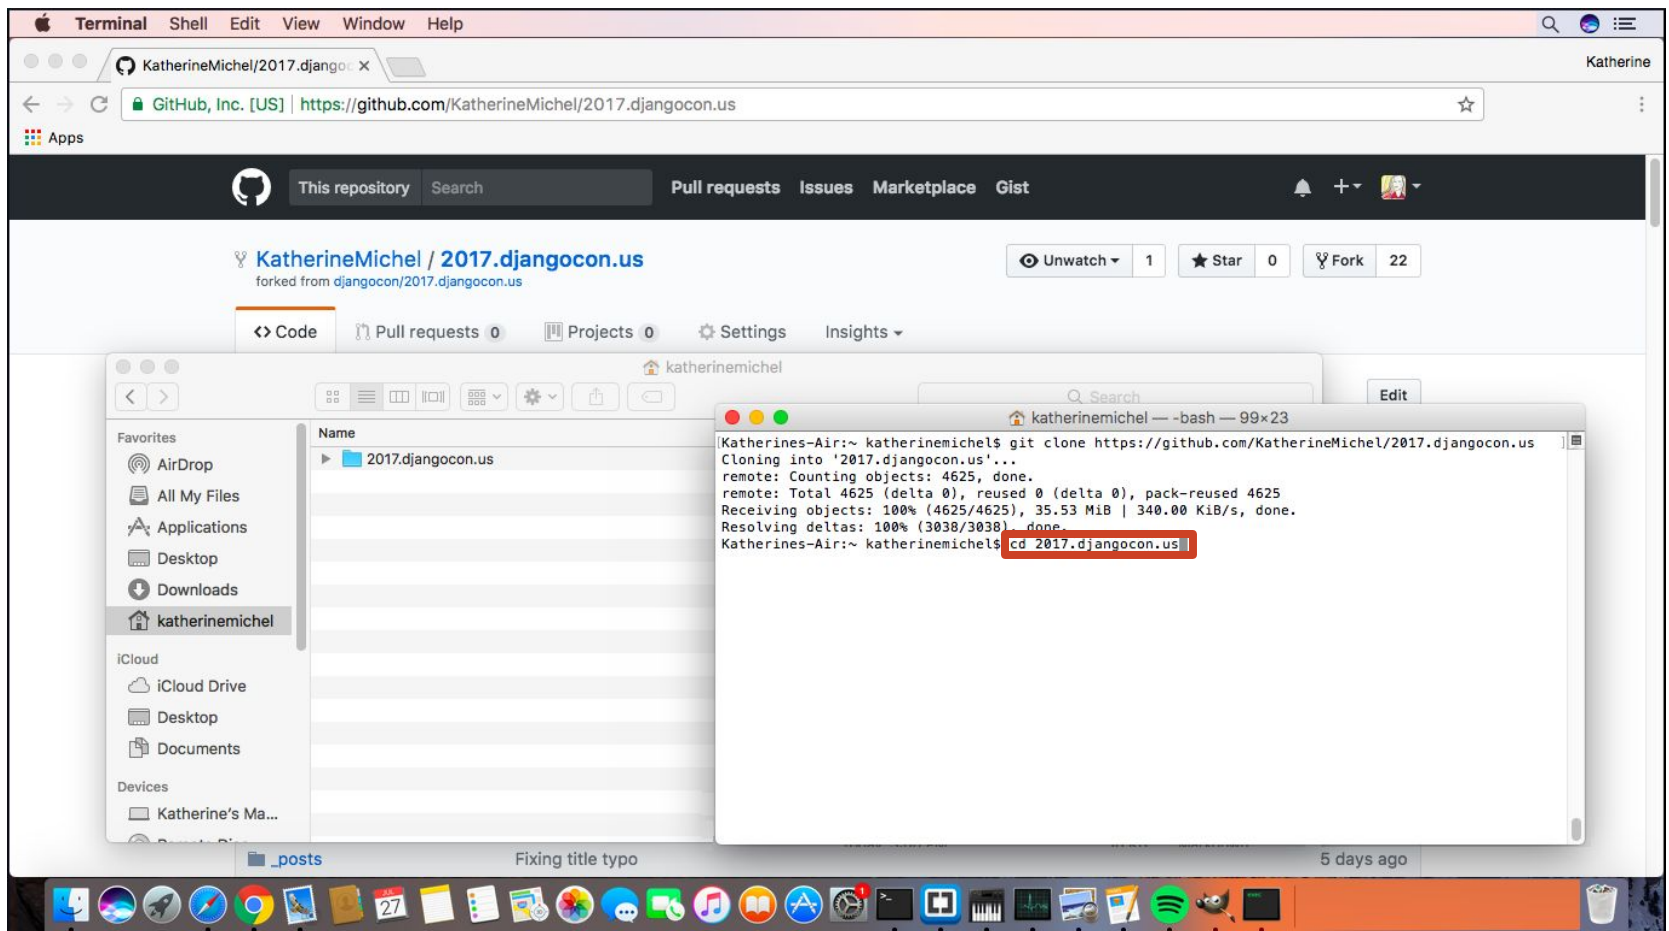 Terminal Shell Edit View Window Help
KatherineMichel/2017.djangoc
Katherine
GitHub, Inc. [US] https://github.com/KatherineMichel/2017.djangocon.us
Apps
This repository Search Pull requests Issues Marketplace Gist
KatherineMichel / 2017.djangocon.us
Unwatch 1 Star 0 Fork 22
forked from djangocon/2017.djangocon.us
Code Pull requests 0 Projects 0 Settings Insights
katherinemichel
Search
Edit
Favorites
AirDrop
All My Files
Applications
Desktop
Downloads
katherinemichel
iCloud
iCloud Drive
Desktop
Documents
Devices
Katherine's Ma...
Name
2017.djangocon.us
katherinemichel — -bash — 99×23
[Katherines-Air:~ katherinemichel$ git clone https://github.com/KatherineMichel/2017.djangocon.us ]
Cloning into '2017.djangocon.us'...
remote: Counting objects: 4625, done.
remote: Total 4625 (delta 0), reused 0 (delta 0), pack-reused 4625
Receiving objects: 100% (4625/4625), 35.53 MiB | 340.00 KiB/s, done.
Resolving deltas: 100% (3038/3038), done.
Katherines-Air:~ katherinemichel$ cd 2017.djangocon.us
_posts Fixing title typo 5 days ago
JUL
27
1